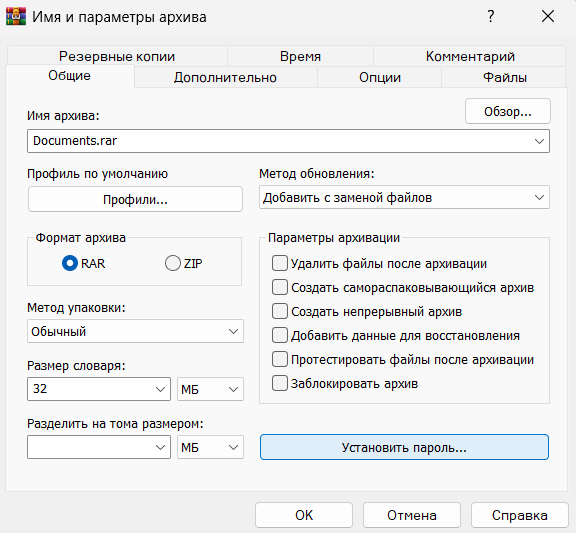 Имя и параметры архива
?
Резервные копии
Время
Комментарий
Общие
Дополнительно
Опции
Файлы
Имя архива:
Обзор...
Documents.rar
Профиль по умолчанию
Метод обновления:
Профили...
Добавить с заменой файлов
Формат архива
RAR
ZIP
Параметры архивации
Удалить файлы после архивации
Создать самораспаковывающийся архив
Создать непрерывный архив
Добавить данные для восстановления
Протестировать файлы после архивации
Заблокировать архив
Метод упаковки:
Обычный
Размер словаря:
32
МБ
Разделить на тома размером:
МБ
Установить пароль...
ОК
Отмена
Справка